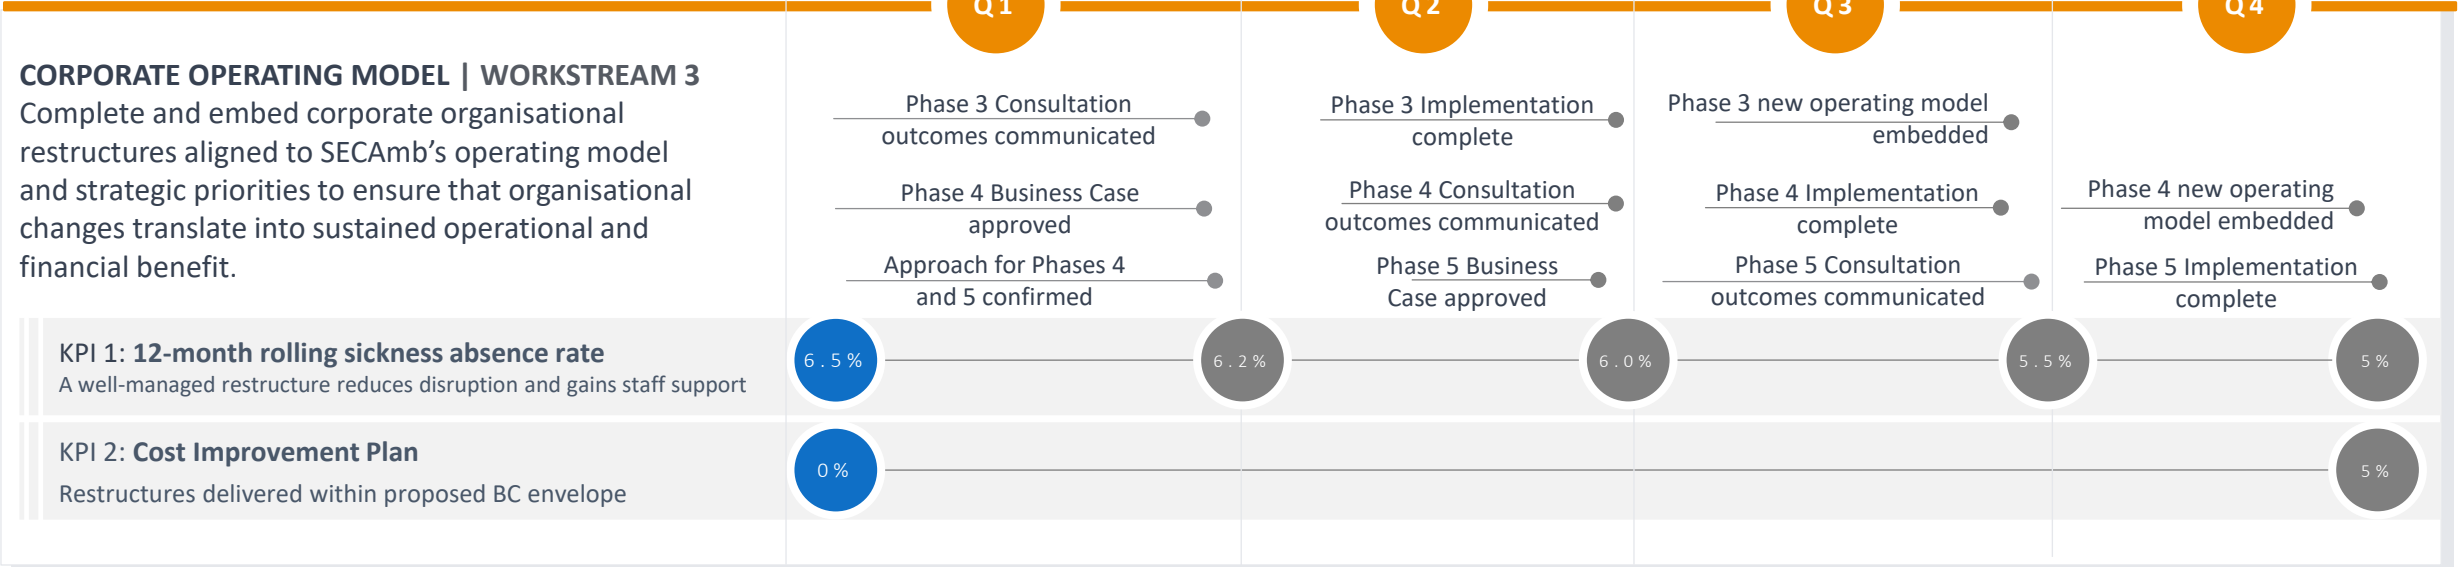 Q1
Q2
Q3
Q4
CORPORATE OPERATING MODEL | WORKSTREAM 3
Complete and embed corporate organisational
restructures aligned to SECAmb's operating model
and strategic priorities to ensure that organisational
changes translate into sustained operational and
financial benefit.
Phase 3 Consultation
outcomes communicated
Phase 4 Business Case
approved
Approach for Phases 4
and 5 confirmed
Phase 3 Implementation
complete
Phase 4 Consultation
outcomes communicated
Phase 5 Business
Case approved
Phase 3 new operating model
embedded
Phase 4 Implementation
complete
Phase 5 Consultation
outcomes communicated
Phase 4 new operating
model embedded
Phase 5 Implementation
complete
KPI 1: 12-month rolling sickness absence rate
A well-managed restructure reduces disruption and gains staff support
6.5%
6.2%
6.0%
5.5%
5%
KPI 2: Cost Improvement Plan
Restructures delivered within proposed BC envelope
0%
5%